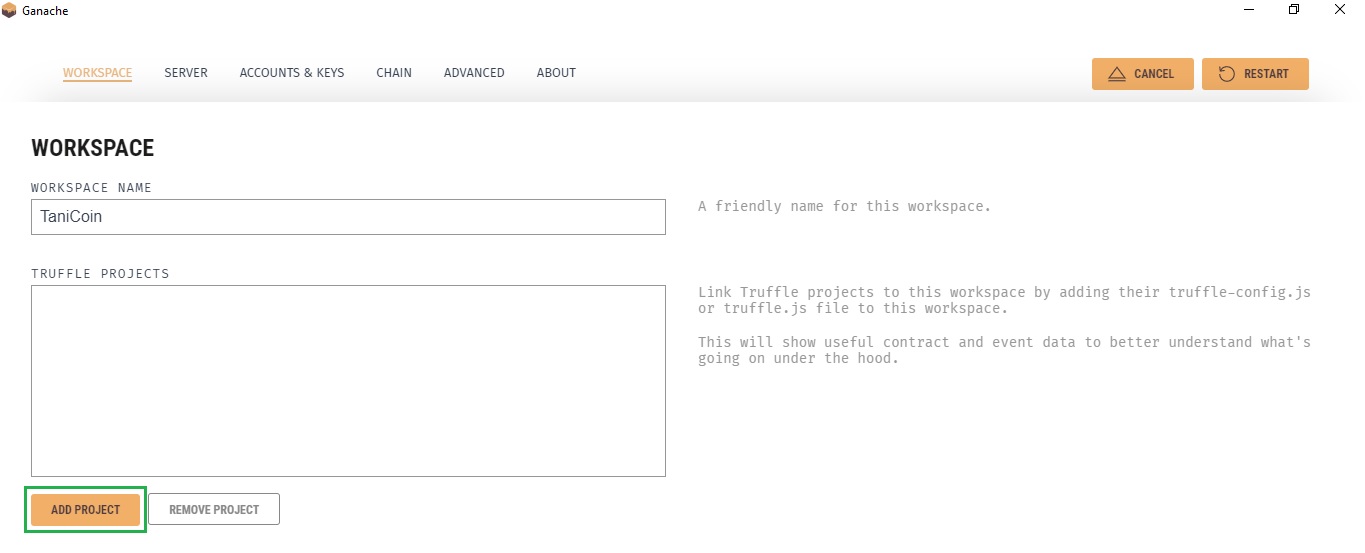 Ganache
WORKSPACE SERVER ACCOUNTS & KEYS CHAIN ADVANCED ABOUT CANCEL RESTART
WORKSPACE
WORKSPACE NAME
TaniCoin
A friendly name for this workspace.
TRUFFLE PROJECTS
Link Truffle projects to this workspace by adding their truffle-config.js
or truffle.js file to this workspace.
This will show useful contract and event data to better understand what's
going on under the hood.
ADD PROJECT REMOVE PROJECT